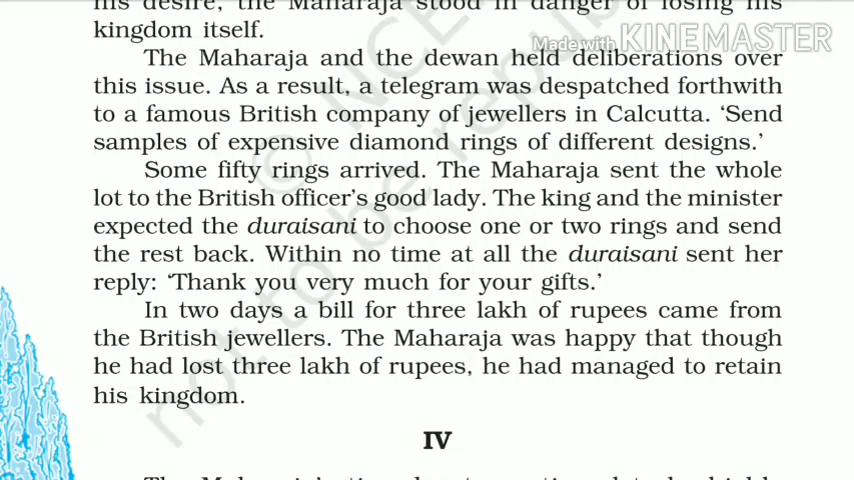 his desire, the Maharaja stood in danger of losing his
kingdom itself.
Made with KINEMASTER
The Maharaja and the dewan held deliberations over
this issue. As a result, a telegram was despatched forthwith
to a famous British company of jewellers in Calcutta. ‘Send
samples of expensive diamond rings of different designs.’
Some fifty rings arrived. The Maharaja sent the whole
lot to the British officer’s good lady. The king and the minister
expected the duraisani to choose one or two rings and send
the rest back. Within no time at all the duraisani sent her
reply: ‘Thank you very much for your gifts.’
In two days a bill for three lakh of rupees came from
the British jewellers. The Maharaja was happy that though
he had lost three lakh of rupees, he had managed to retain
his kingdom.
IV
© NCE
not to be repub